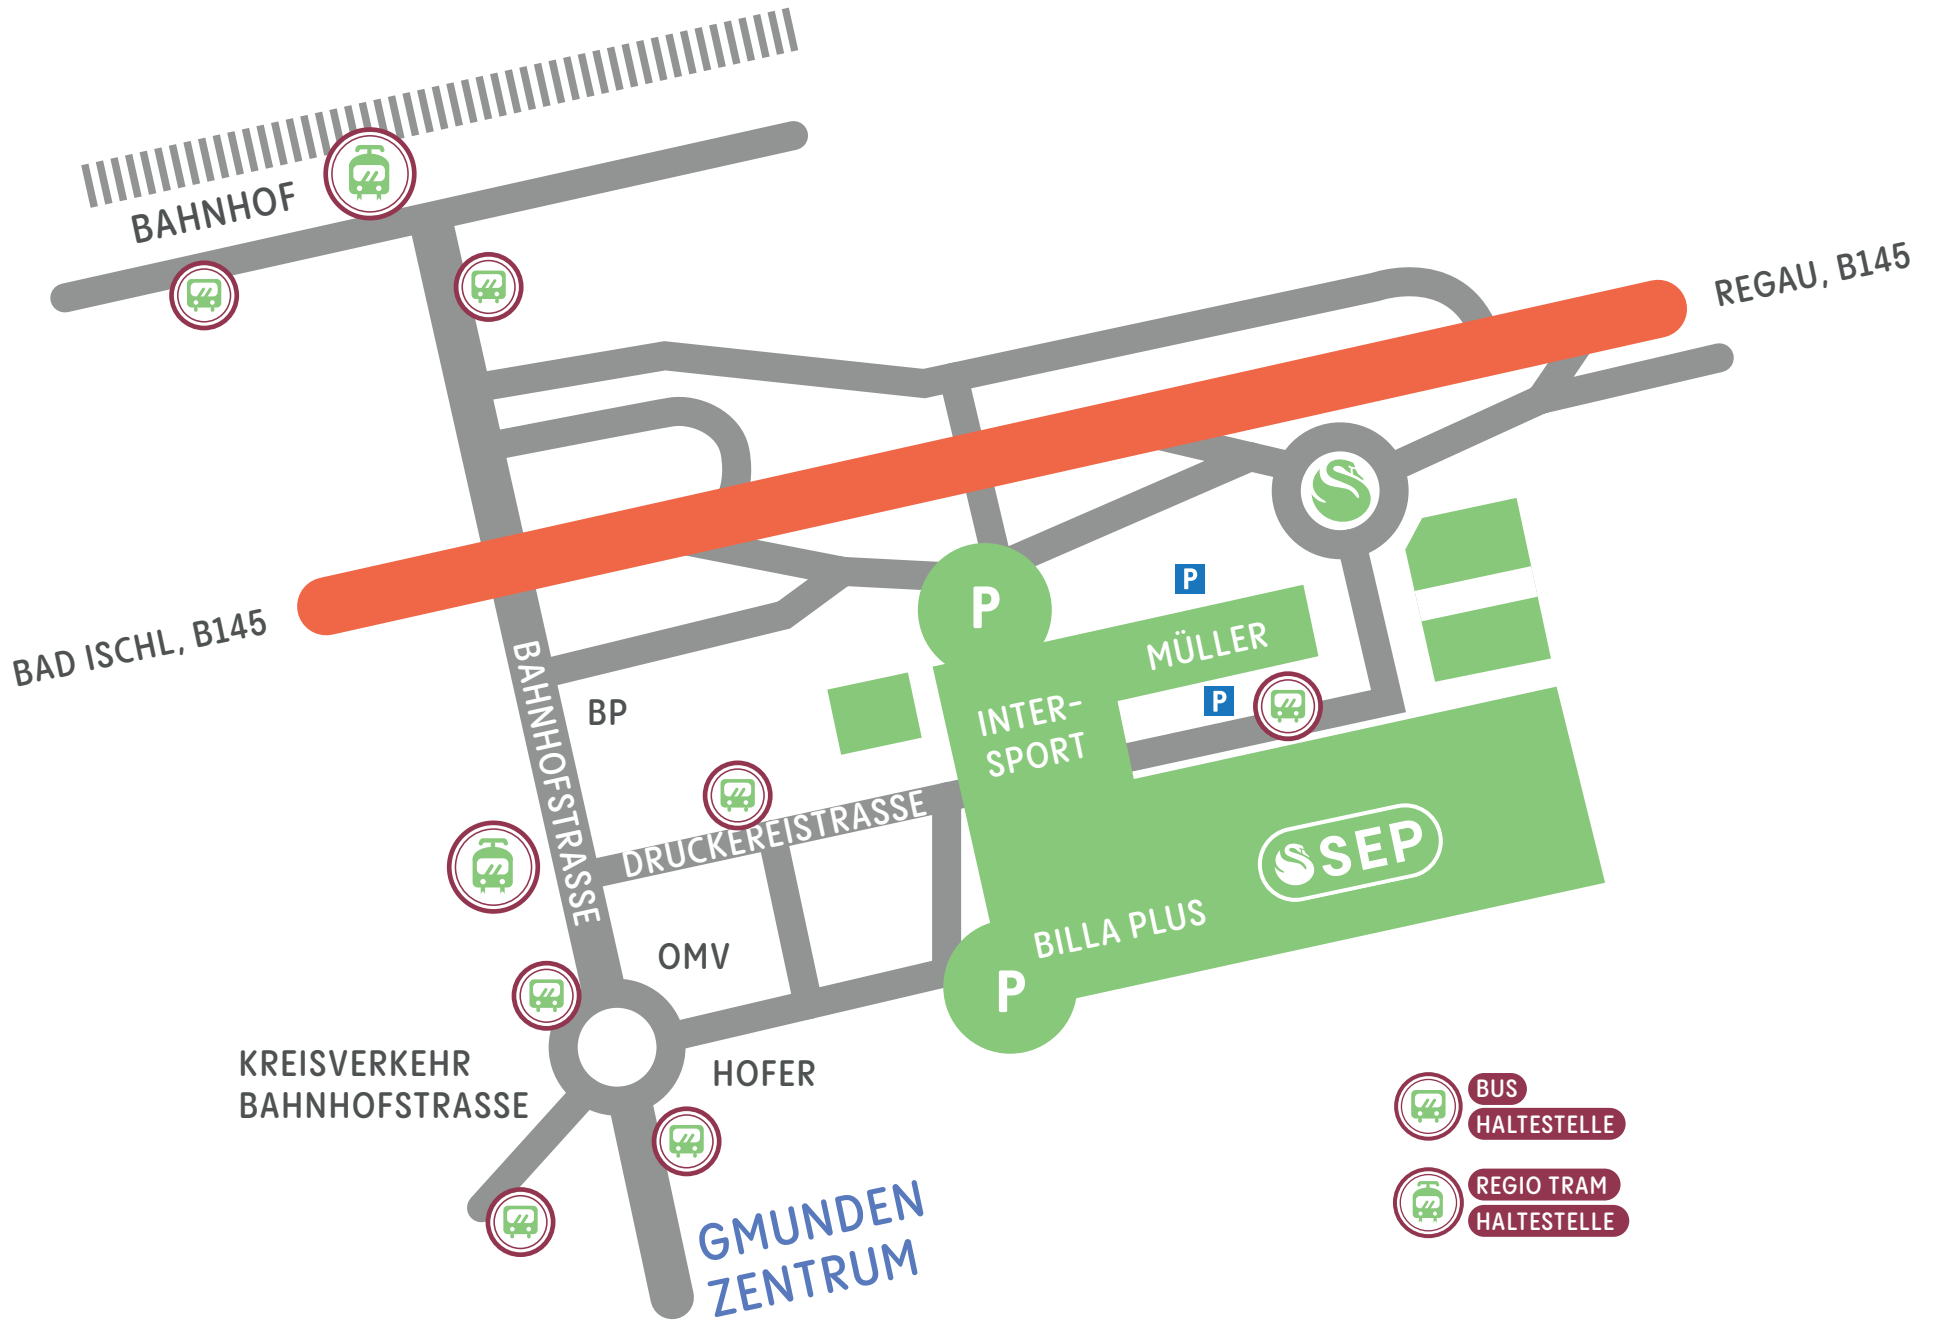 BAHNHOF
REGAU, B145
BAD ISCHL, B145
BAHNHOFSTRASSE
BP
P
P
MÜLLER
INTER-
SPORT
P
DRUCKEREISTRASSE
SEP
BILLA PLUS
OMV
P
KREISVERKEHR
BAHNHOFSTRASSE
HOFER
GMUNDEN
ZENTRUM
BUS
HALTESTELLE
REGIO TRAM
HALTESTELLE